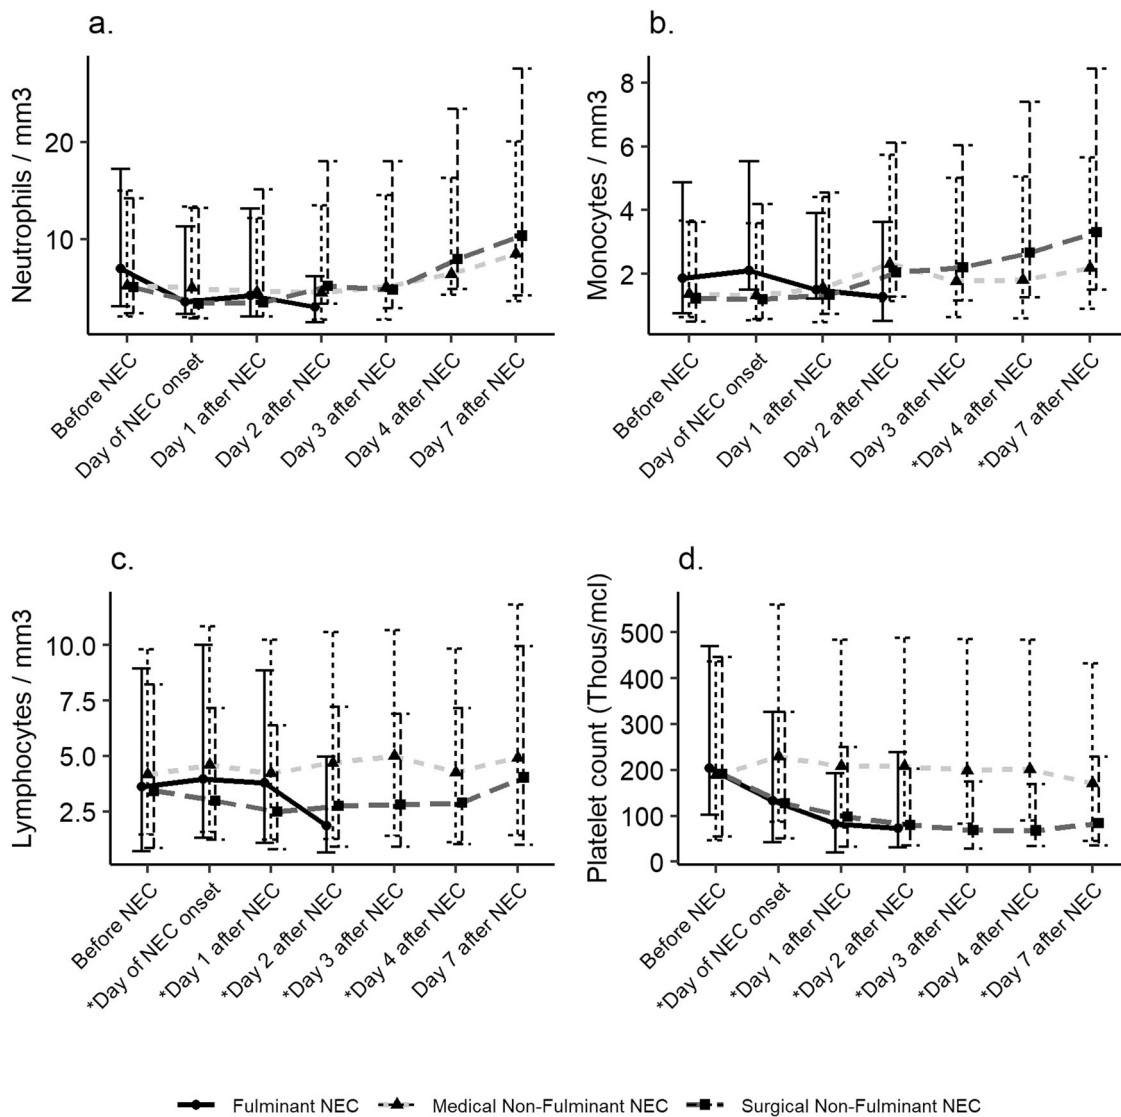 a.
Neutrophils / mm3
20
10
Before NEC
Day of NEC onset
Day 1 after NEC
Day 2 after NEC
Day 3 after NEC
Day 4 after NEC
Day 7 after NEC
b.
Monocytes / mm3
8
6
4
2
Before NEC
Day of NEC onset
Day 1 after NEC
Day 2 after NEC
Day 3 after NEC
*Day 4 after NEC
*Day 7 after NEC
c.
Lymphocytes / mm3
10.0
7.5
5.0
2.5
Before NEC
*Day of NEC onset
*Day 1 after NEC
*Day 2 after NEC
*Day 3 after NEC
*Day 4 after NEC
Day 7 after NEC
d.
Platelet count (Thous/mcl)
500
400
300
200
100
0
Before NEC
*Day of NEC onset
*Day 1 after NEC
*Day 2 after NEC
*Day 3 after NEC
*Day 4 after NEC
*Day 7 after NEC
Fulminant NEC
Medical Non-Fulminant NEC
Surgical Non-Fulminant NEC